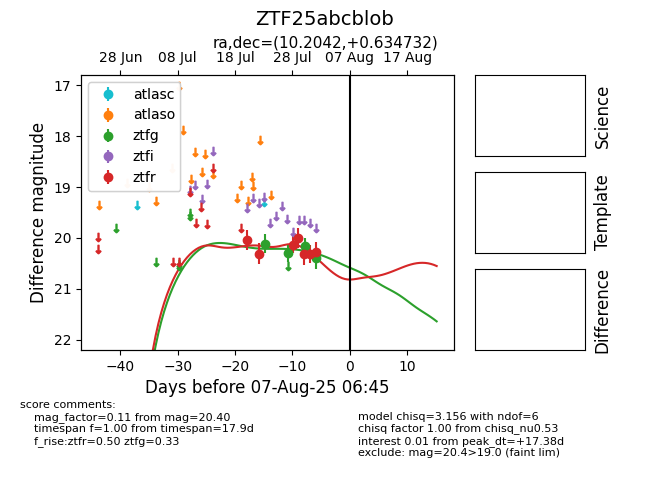 ZTF25abcblob
ra,dec=(10.2042,+0.634732)
28 Jun 08 Jul 18 Jul 28 Jul 07 Aug 17 Aug
atlasc
atlaso
ztfg
ztfi
ztfr
17
18
19
20
21
22
Difference magnitude
−40 −30 −20 −10 0 10
Days before 07-Aug-25 06:45
Science
Template
Difference
score comments:
mag_factor=0.11 from mag=20.40
timespan f=1.00 from timespan=17.9d
f_rise:ztfr=0.50 ztfg=0.33
model chisq=3.156 with ndof=6
chisq factor 1.00 from chisq_nu0.53
interest 0.01 from peak_dt=+17.38d
exclude: mag=20.4>19.0 (faint lim)